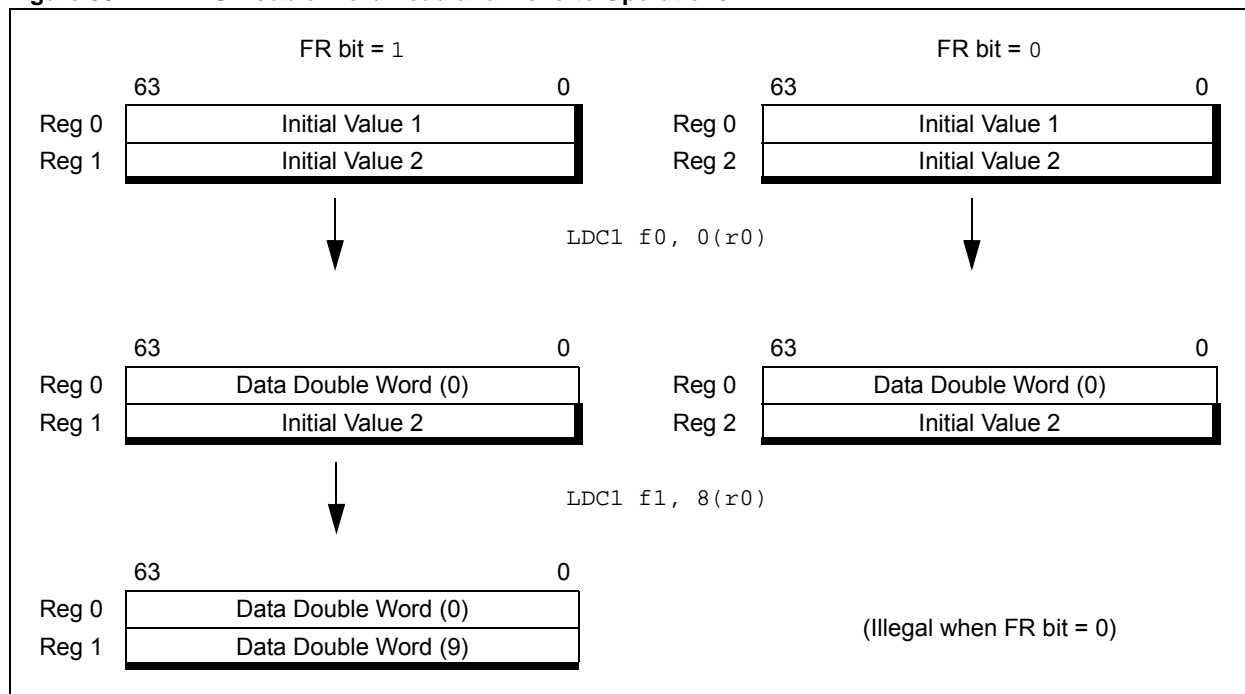 FR bit = 1 FR bit = 0
63 0 63 0
Reg 0 Initial Value 1 Reg 0 Initial Value 1
Reg 1 Initial Value 2 Reg 2 Initial Value 2
LDC1 f0, 0(r0)
63 0 63 0
Reg 0 Data Double Word (0) Reg 0 Data Double Word (0)
Reg 1 Initial Value 2 Reg 2 Initial Value 2
LDC1 f1, 8(r0)
63 0
Reg 0 Data Double Word (0)
Reg 1 Data Double Word (9)
(Illegal when FR bit = 0)